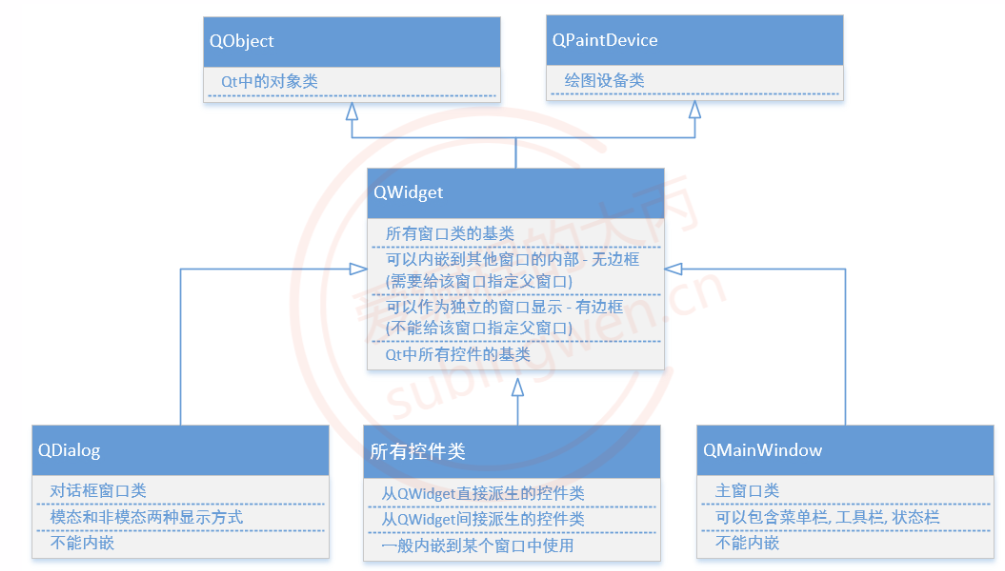 QObject
Qt中的对象类
QPaintDevice
绘图设备类
QWidget
所有窗口类的基类
可以内嵌到其他窗口的内部 - 无边框
(需要给该窗口指定父窗口)
可以作为独立的窗口显示 - 有边框
(不能给该窗口指定父窗口)
Qt中所有控件的基类
QDialog
对话框窗口类
模态和非模态两种显示方式
不能内嵌
所有控件类
从QWidget直接派生的控件类
从QWidget间接派生的控件类
一般内嵌到某个窗口中使用
QMainWindow
主窗口类
可以包含菜单栏, 工具栏, 状态栏
不能内嵌
subingwen.cn